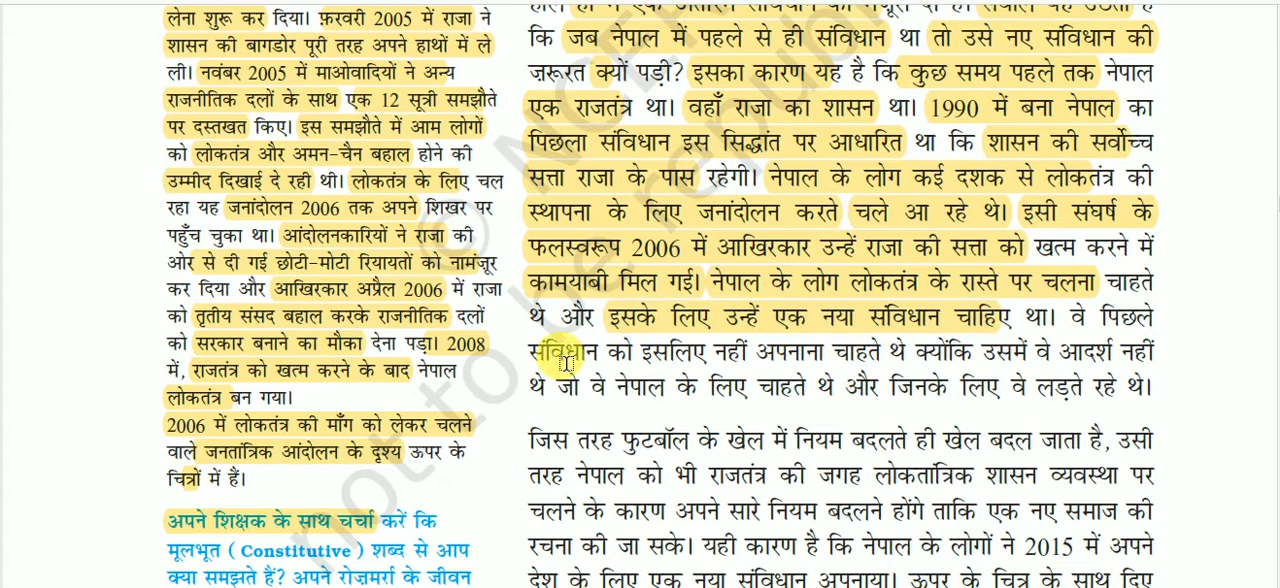 लेना शुरू कर दिया। फ़रवरी 2005 में राजा ने
शासन की बागडोर पूरी तरह अपने हाथों में ले
ली। नवंबर 2005 में माओवादियों ने अन्य
राजनीतिक दलों के साथ एक 12 सूत्री समझौते
पर दस्तखत किए। इस समझौते में आम लोगों
को लोकतंत्र और अमन-चैन बहाल होने की
उम्मीद दिखाई दे रही थी। लोकतंत्र के लिए चल
रहा यह जनांदोलन 2006 तक अपने शिखर पर
पहुँच चुका था। आंदोलनकारियों ने राजा की
ओर से दी गई छोटी-मोटी रियायतों को नामंज़ूर
कर दिया और आखिरकार अप्रैल 2006 में राजा
को तृतीय संसद बहाल करके राजनीतिक दलों
को सरकार बनाने का मौका देना पड़ा। 2008
में, राजतंत्र को खत्म करने के बाद नेपाल
लोकतंत्र बन गया।
2006 में लोकतंत्र की माँग को लेकर चलने
वाले जनतांत्रिक आंदोलन के दृश्य ऊपर के
चित्रों में हैं।
अपने शिक्षक के साथ चर्चा करें कि
मूलभूत (Constitutive) शब्द से आप
क्या समझते हैं? अपने रोज़मर्रा के जीवन
कि जब नेपाल में पहले से ही संविधान था तो उसे नए संविधान की
जरूरत क्यों पड़ी? इसका कारण यह है कि कुछ समय पहले तक नेपाल
एक राजतंत्र था। वहाँ राजा का शासन था। 1990 में बना नेपाल का
पिछला संविधान इस सिद्धांत पर आधारित था कि शासन की सर्वोच्च
सत्ता राजा के पास रहेगी। नेपाल के लोग कई दशक से लोकतंत्र की
स्थापना के लिए जनांदोलन करते चले आ रहे थे। इसी संघर्ष के
फलस्वरूप 2006 में आखिरकार उन्हें राजा की सत्ता को खत्म करने में
कामयाबी मिल गई। नेपाल के लोग लोकतंत्र के रास्ते पर चलना चाहते
थे और इसके लिए उन्हें एक नया संविधान चाहिए था। वे पिछले
संविधान को इसलिए नहीं अपनाना चाहते थे क्योंकि उसमें वे आदर्श नहीं
थे जो वे नेपाल के लिए चाहते थे और जिनके लिए वे लड़ते रहे थे।
जिस तरह फुटबॉल के खेल में नियम बदलते ही खेल बदल जाता है, उसी
तरह नेपाल को भी राजतंत्र की जगह लोकतांत्रिक शासन व्यवस्था पर
चलने के कारण अपने सारे नियम बदलने होंगे ताकि एक नए समाज की
रचना की जा सके। यही कारण है कि नेपाल के लोगों ने 2015 में अपने
देश के लिए एक नया संविधान अपनाया। ऊपर के चित्र के साथ दिए
© NCER
not to be republ